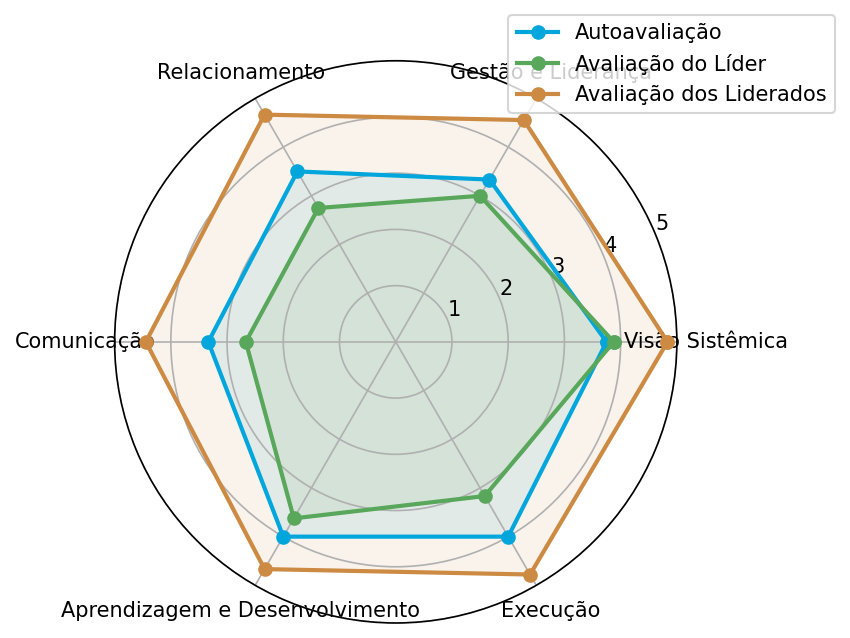 Autoavaliação
Avaliação do Líder
Avaliação dos Liderados
Relacionamento
Gestão e Liderança
5
4
3
2
1
Comunicação
Visão Sistêmica
Aprendizagem e Desenvolvimento
Execução